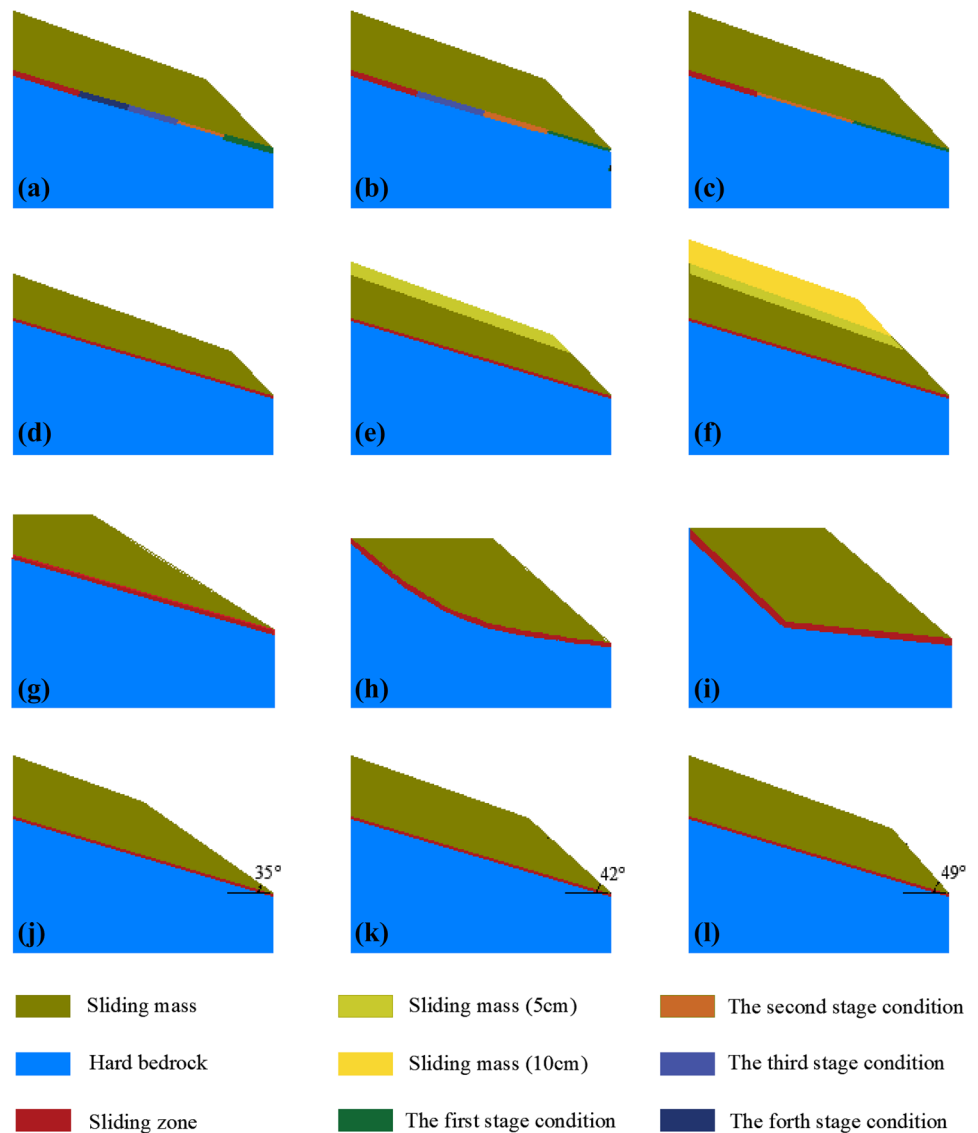 (a)
(b)
(c)
(d)
(e)
(f)
(g)
(h)
(i)
35°
42°
49°
(j)
(k)
(l)
Sliding mass
Sliding mass (5cm)
The second stage condition
Hard bedrock
Sliding mass (10cm)
The third stage condition
Sliding zone
The first stage condition
The forth stage condition